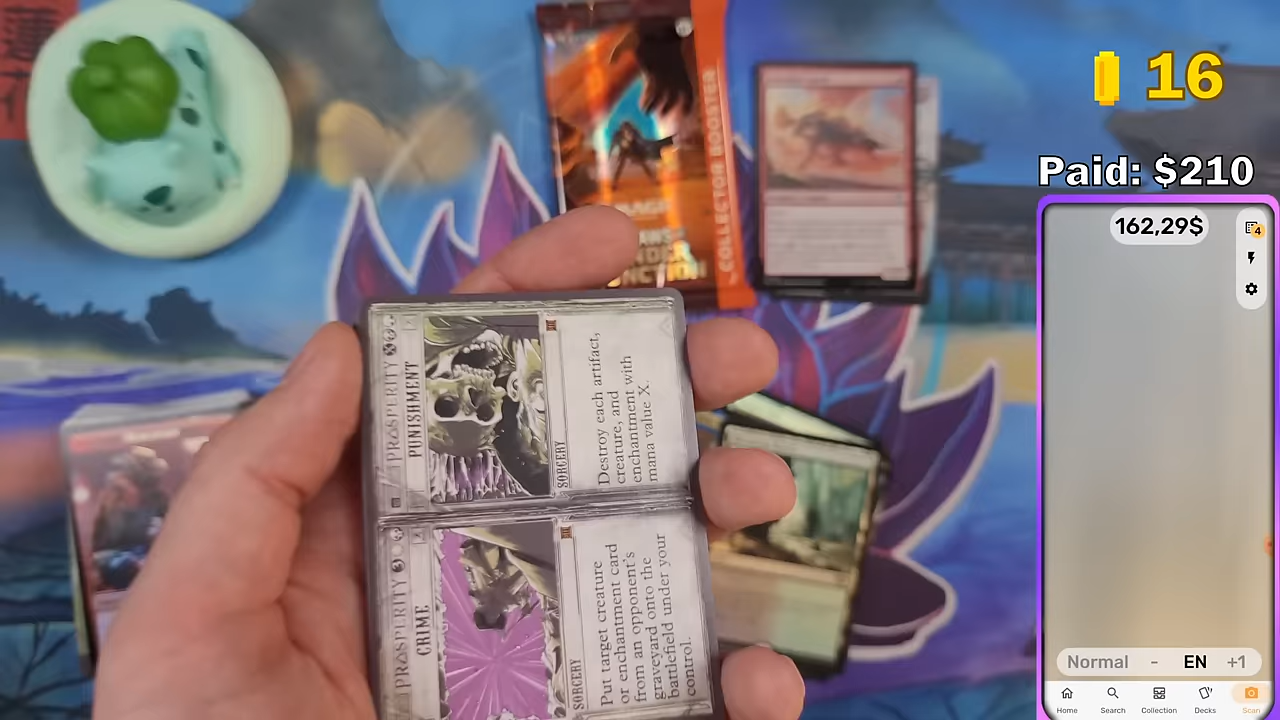 16
Paid: $210
162,29$
4
COLLECTOR BOOSTER
PROSPERITY
PUNISHMENT
SORCERY
Destroy each artifact,
creature, and
enchantment with
mana value X.
PROSPERITY
CRIME
SORCERY
Put target creature
or enchantment card
from an opponent's
graveyard onto the
battlefield under your
control.
Normal - EN +1
Home Search Collection Decks Scan